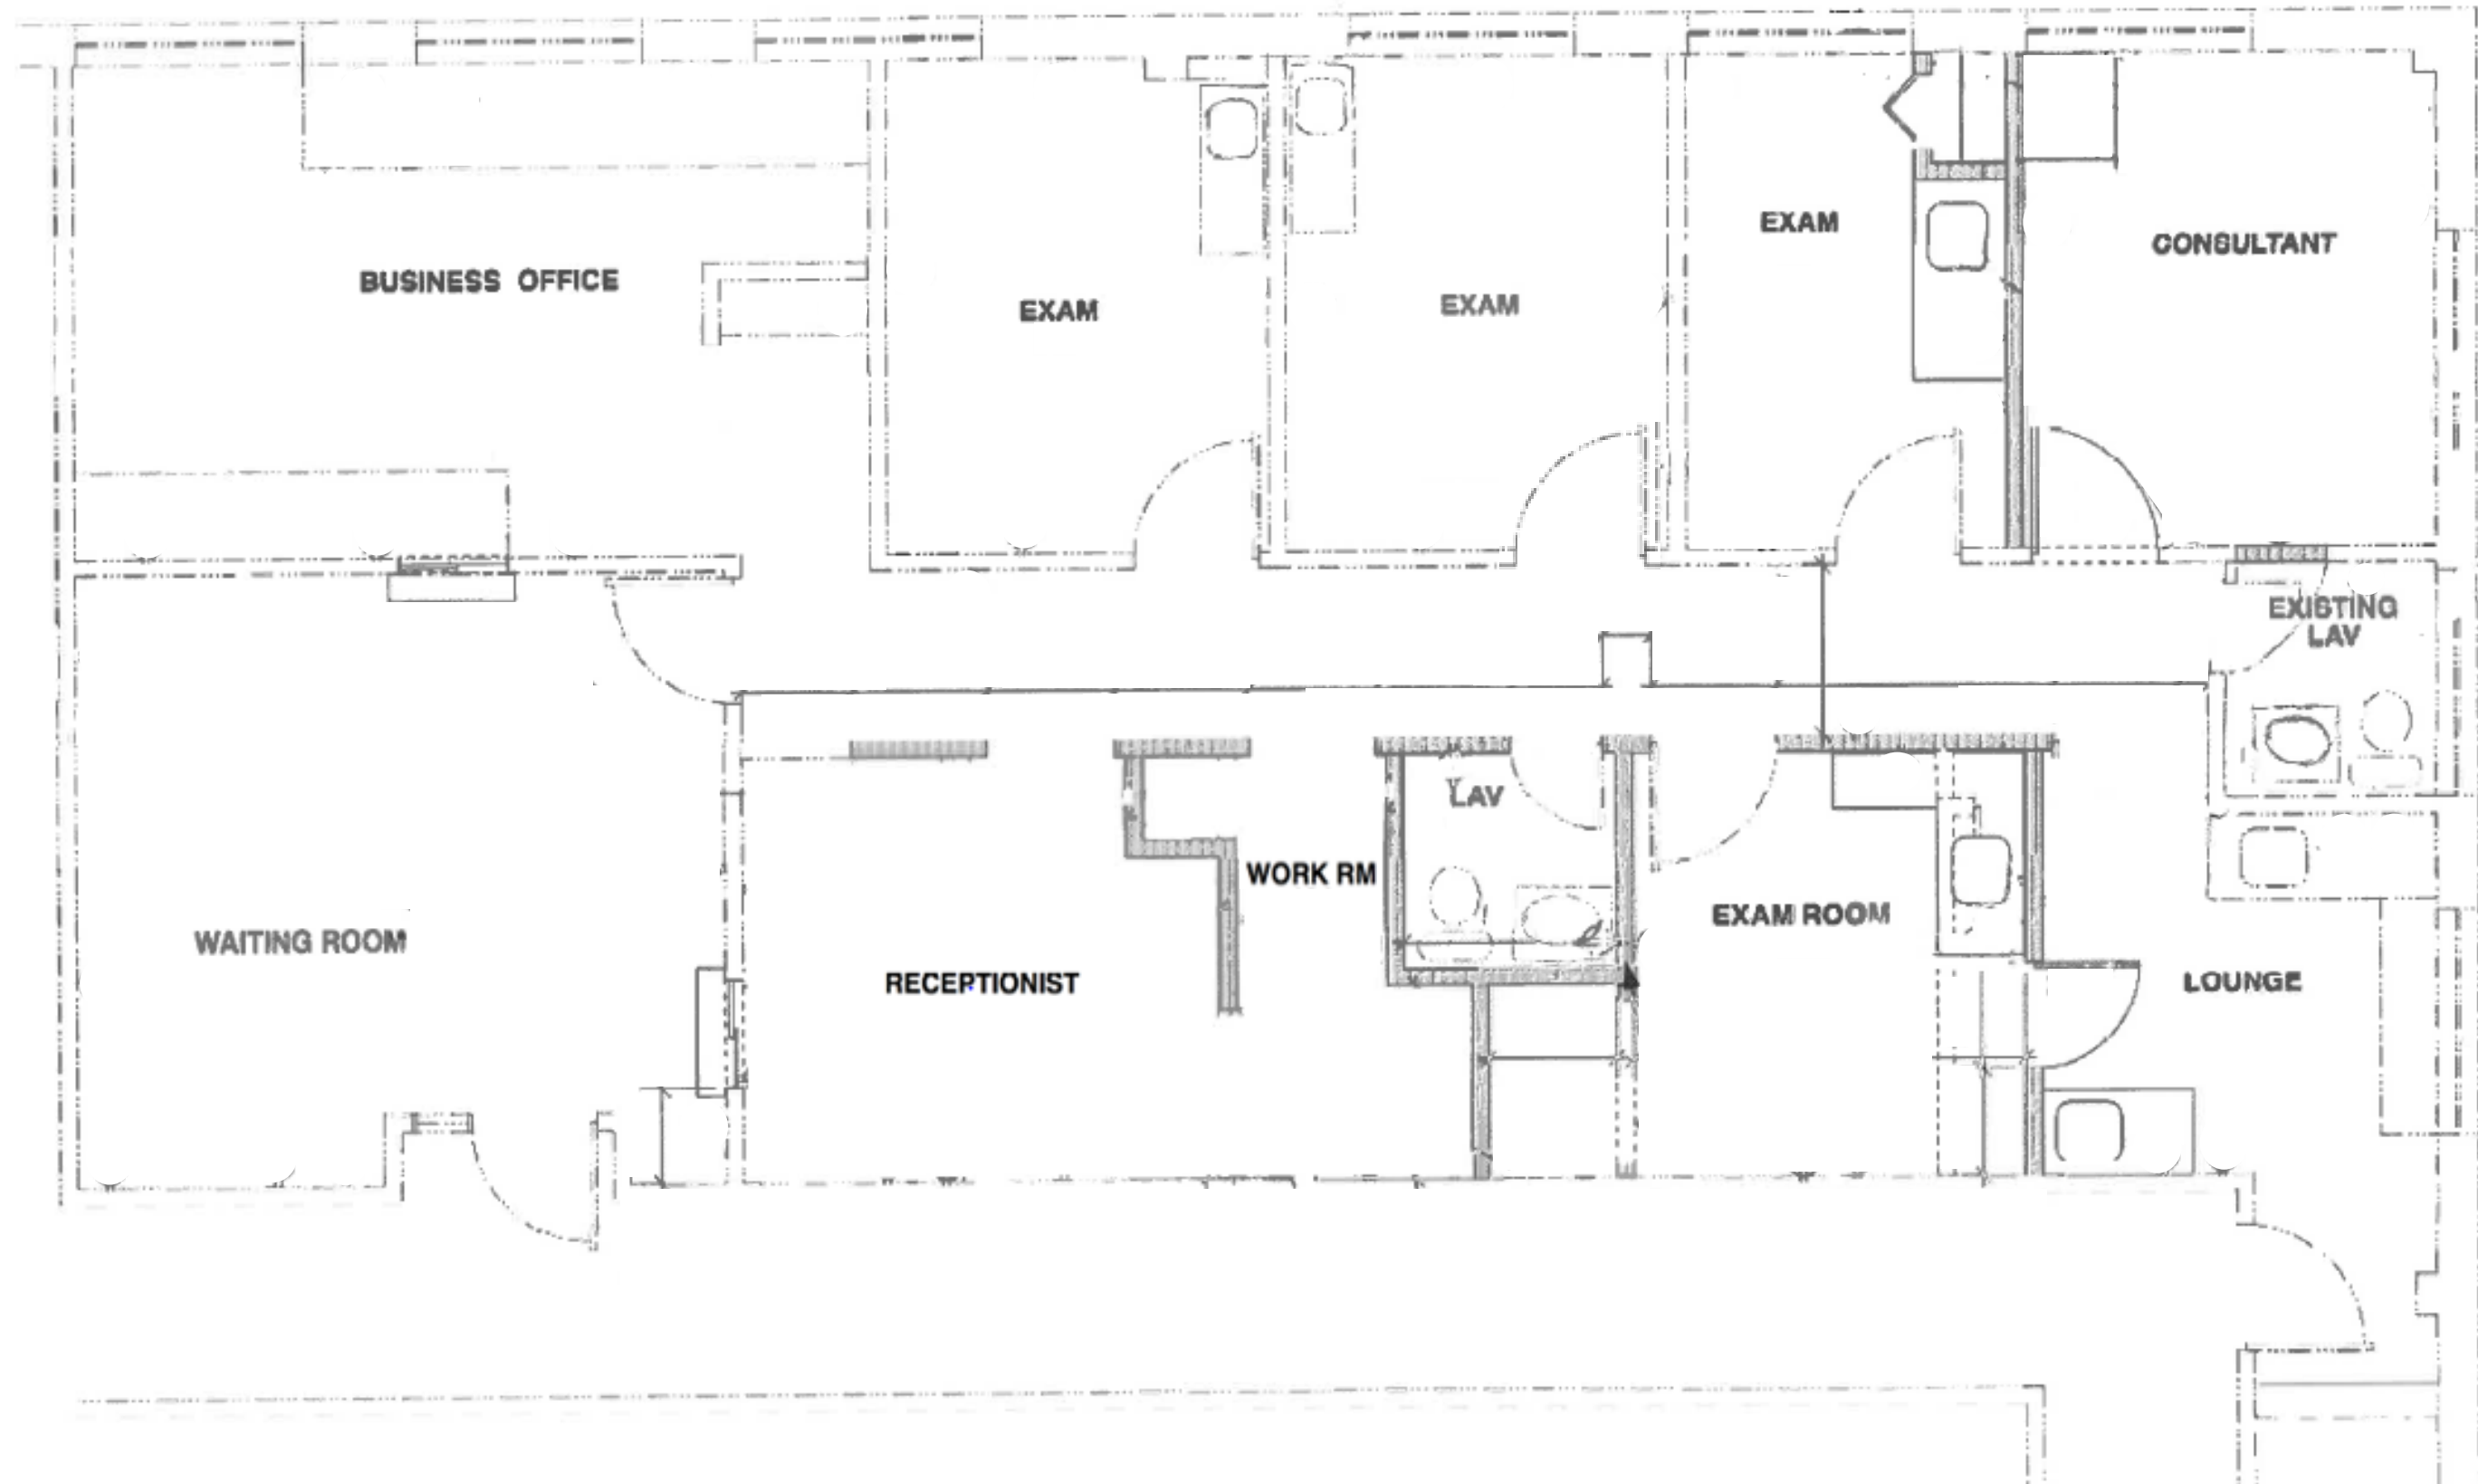 EXAM
CONSULTANT
BUSINESS OFFICE
EXAM
EXAM
EXISTING
LAV
LAV
WORK RM
EXAM ROOM
WAITING ROOM
RECEPTIONIST
LOUNGE